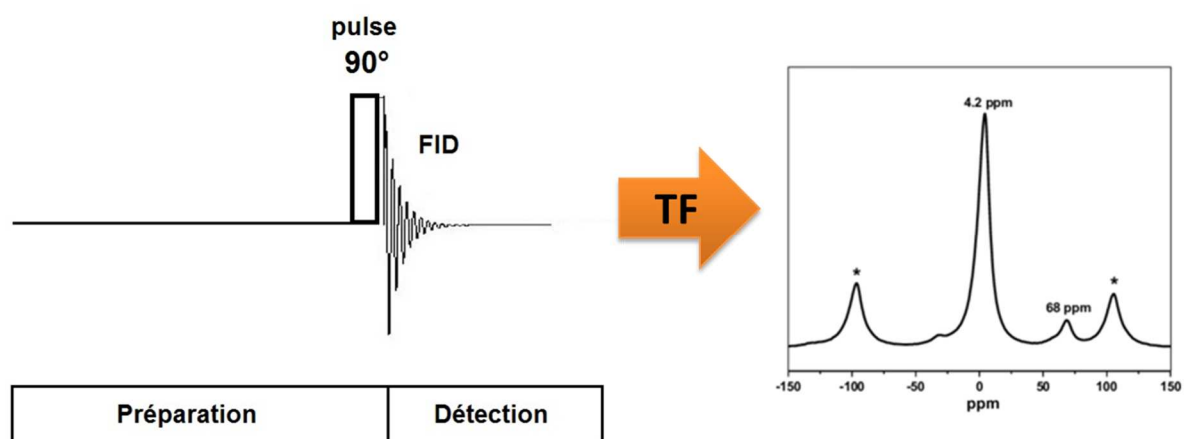 pulse
90°
FID
Préparation
Détection
TF
4.2 ppm
*
68 ppm
*
-150 -100 -50 0 50 100 150
ppm